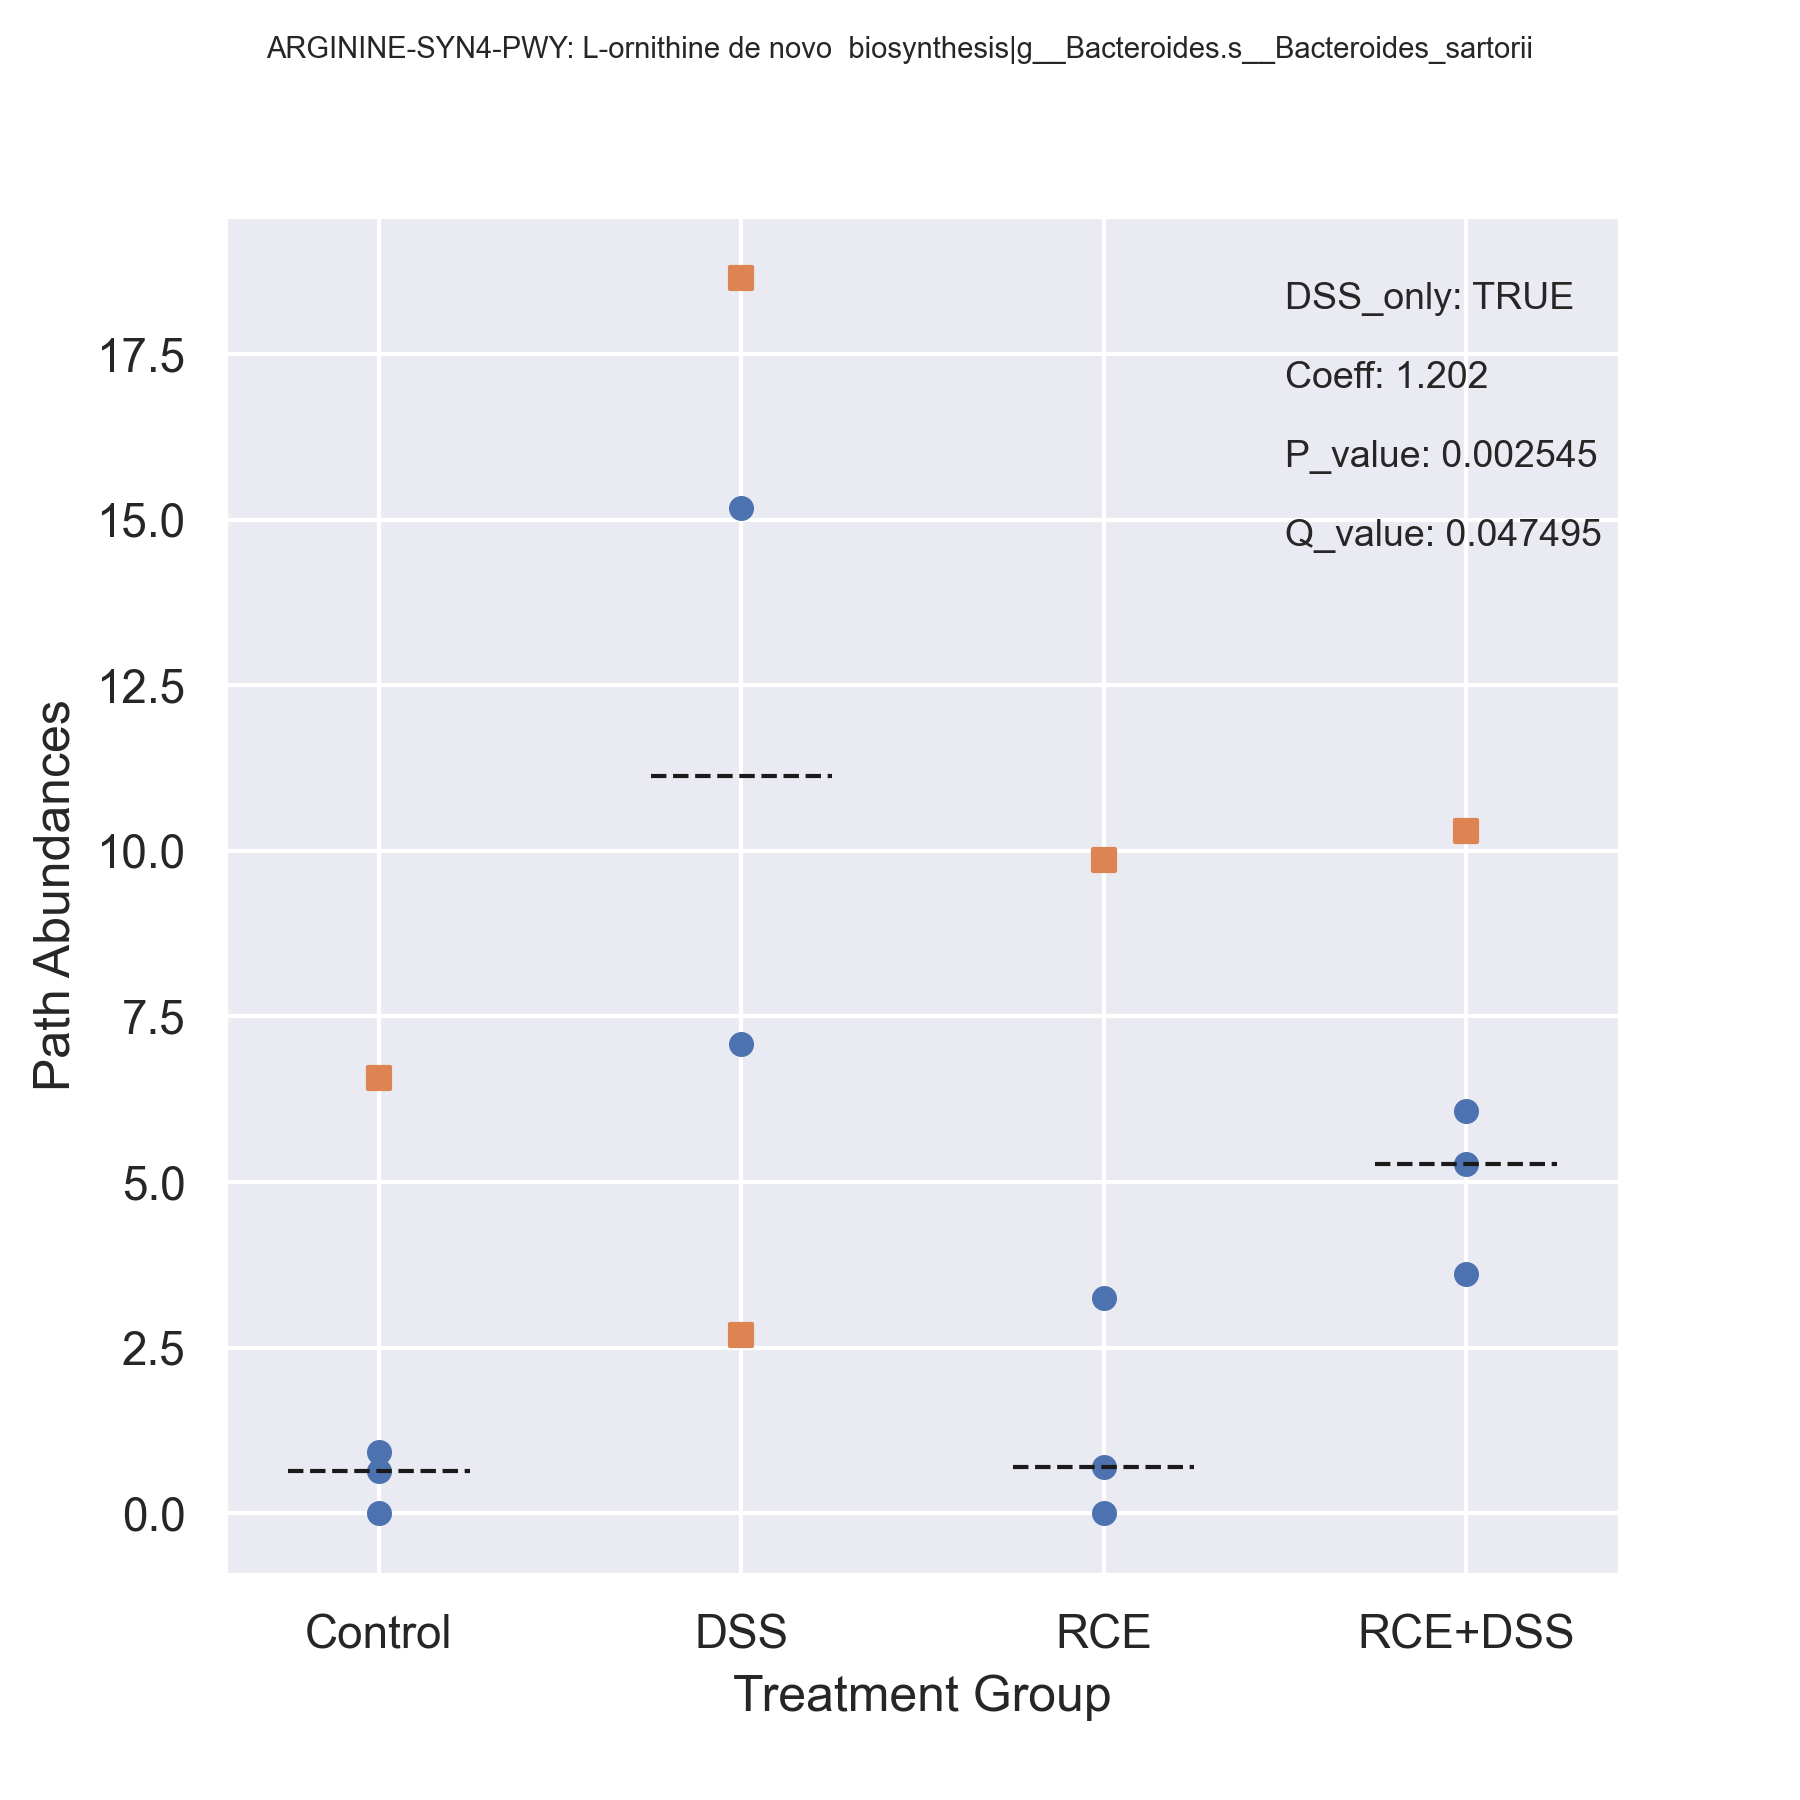 ARGININE-SYN4-PWY: L-ornithine de novo  biosynthesis|g__Bacteroides.s__Bacteroides_sartorii
DSS_only: TRUE
Coeff: 1.202
P_value: 0.002545
Q_value: 0.047495
17.5
15.0
12.5
10.0
7.5
5.0
2.5
0.0
Path Abundances
Control
DSS
RCE
RCE+DSS
Treatment Group